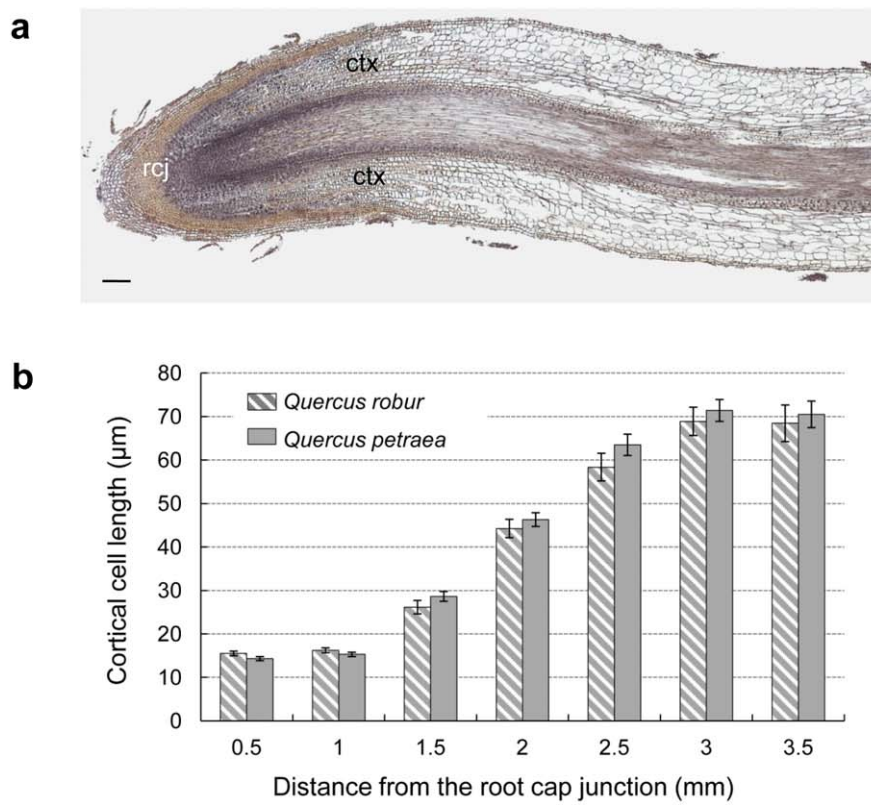 a
ctx
rcj
ctx
b
80
70
60
50
40
30
20
10
0
Cortical cell length (µm)
Quercus robur
Quercus petraea
0.5 1 1.5 2 2.5 3 3.5
Distance from the root cap junction (mm)